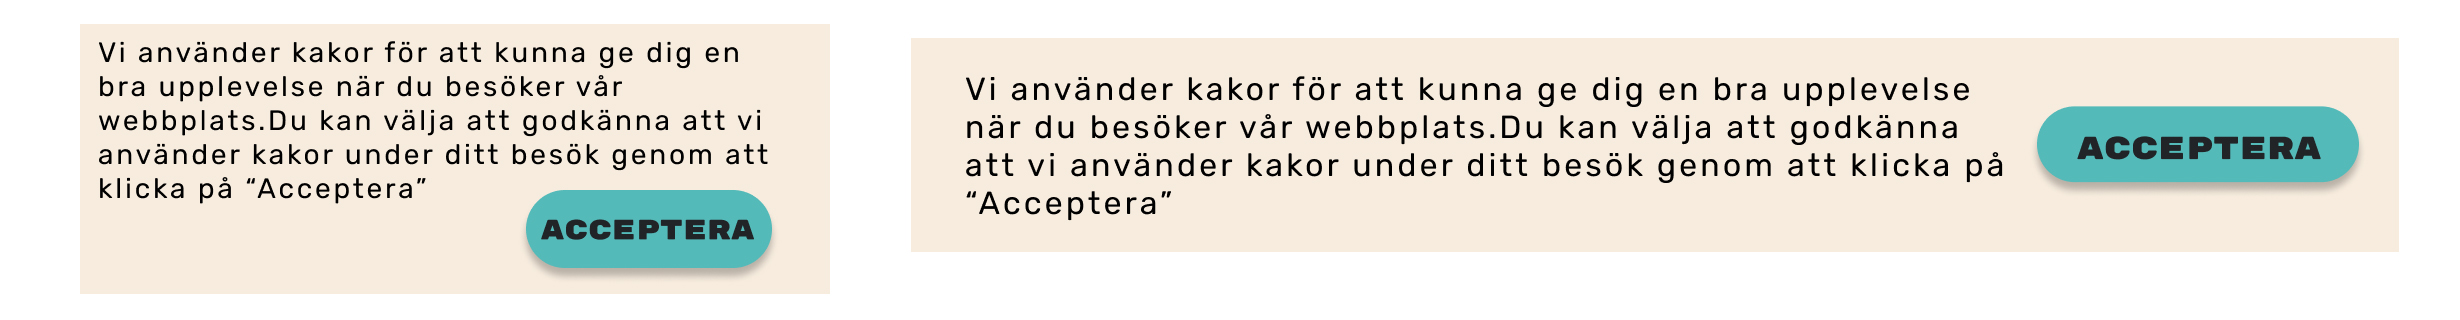 Vi använder kakor för att kunna ge dig en
bra upplevelse när du besöker vår
webbplats.Du kan välja att godkänna att vi
använder kakor under ditt besök genom att
klicka på “Acceptera”
ACCEPTERA
Vi använder kakor för att kunna ge dig en bra upplevelse
när du besöker vår webbplats.Du kan välja att godkänna
att vi använder kakor under ditt besök genom att klicka på
“Acceptera”
ACCEPTERA